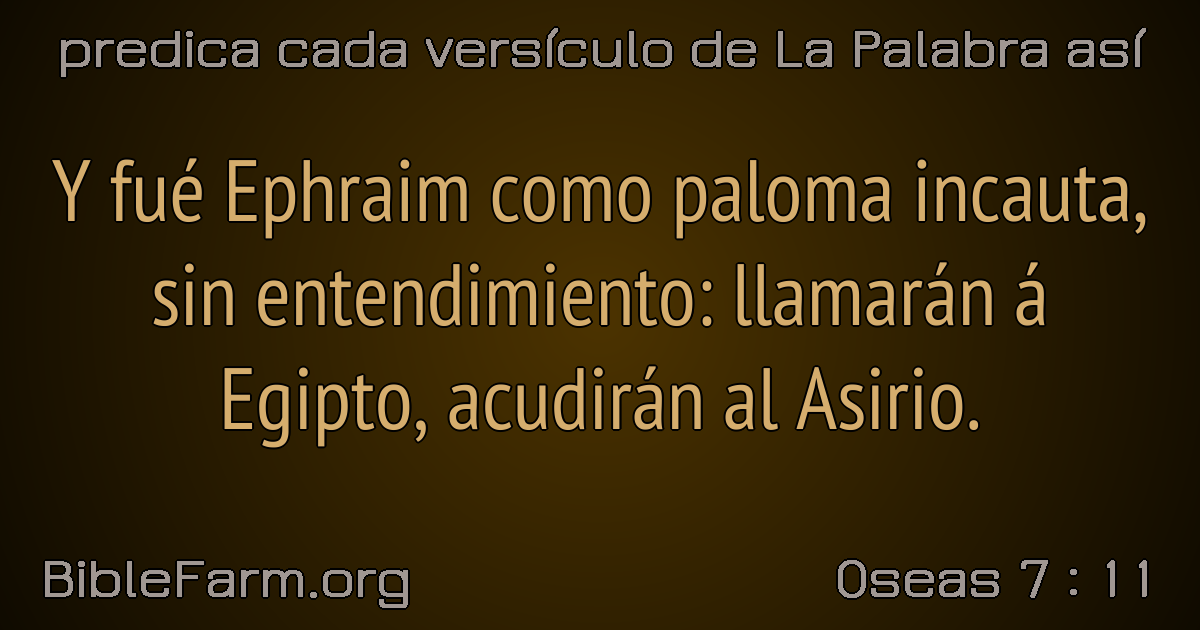 predica cada versículo de La Palabra así
Y fué Ephraim como paloma incauta,
sin entendimiento: llamarán á
Egipto, acudirán al Asirio.
BibleFarm.org
Oseas 7 : 11